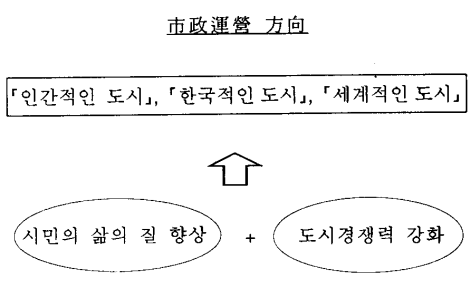 市政運營 方向
「인간적인 도시」, 「한국적인 도시」, 「세계적인 도시」
시민의 삶의 질 향상 + 도시경쟁력 강화